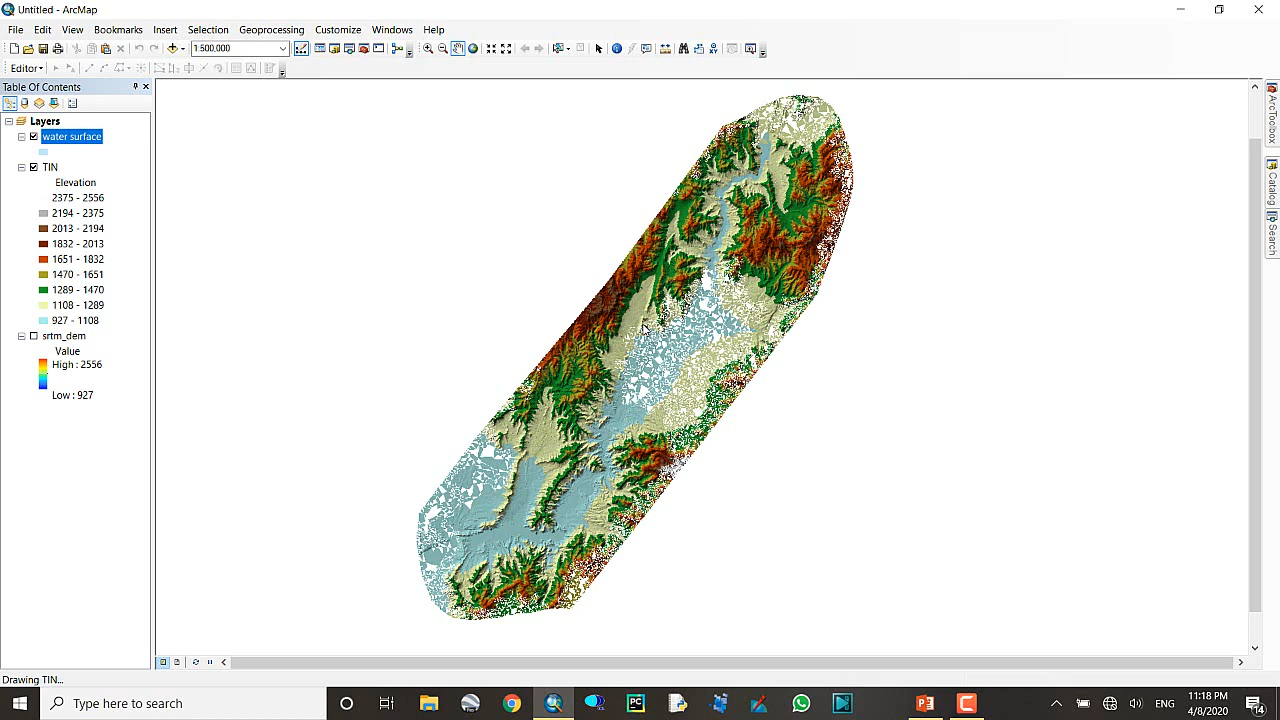 Untitled - ArcMap
File Edit View Bookmarks Insert Selection Geoprocessing Customize Windows Help
1:500,000
Editor
Table Of Contents
Layers
water surface
TIN
Elevation
2375 - 2556
2194 - 2375
2013 - 2194
1832 - 2013
1651 - 1832
1470 - 1651
1289 - 1470
1108 - 1289
927 - 1108
srtm_dem
Value
High : 2556
Low : 927
ArcToolbox
Catalog
Search
Drawing TIN...
Type here to search
PC
ENG
11:18 PM
4/8/2020
14